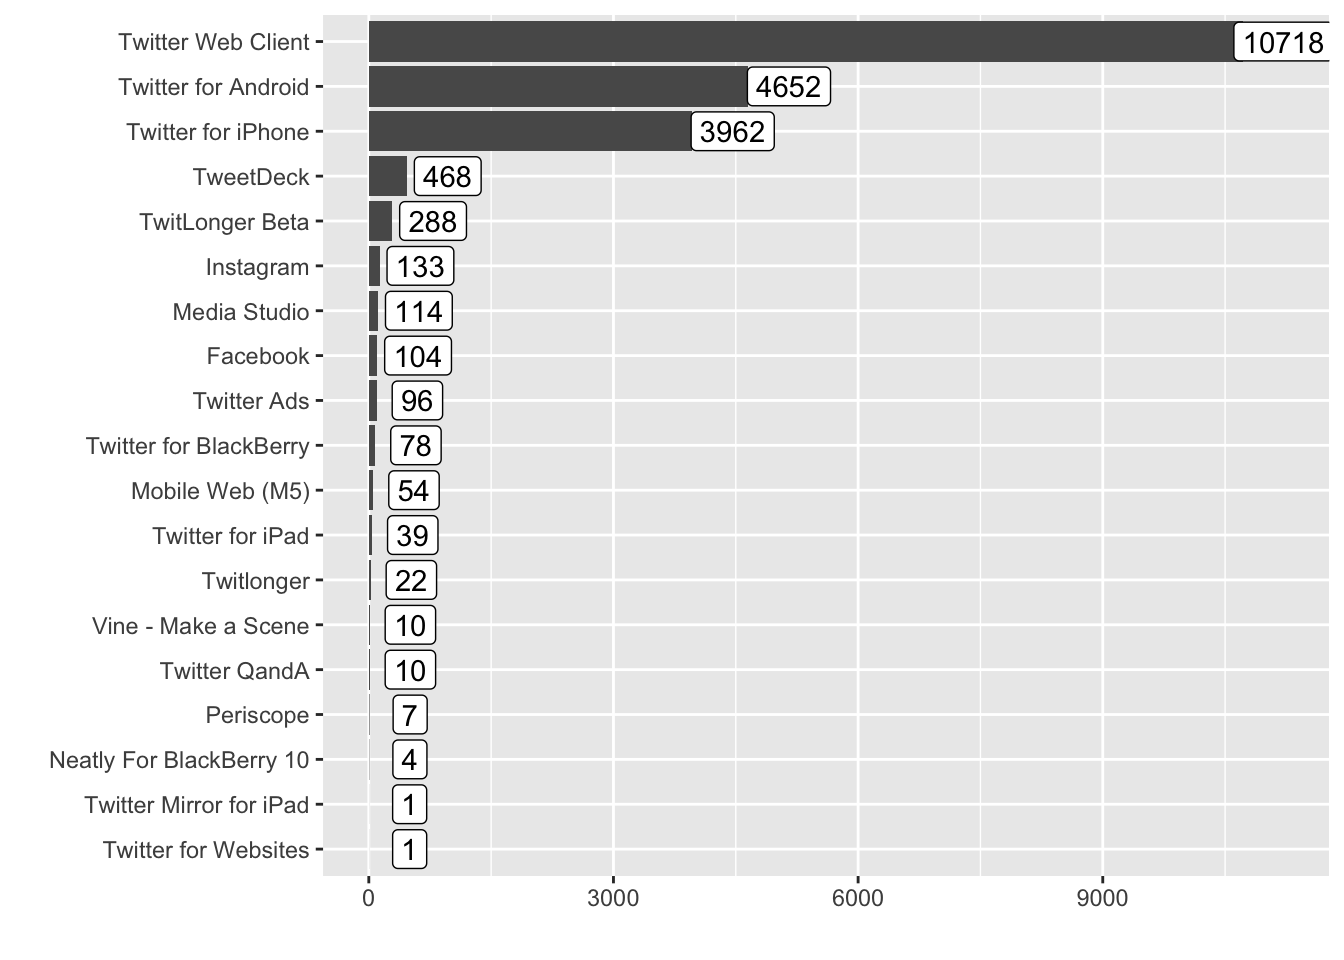 Twitter Web Client 10718
Twitter for Android 4652
Twitter for iPhone 3962
TweetDeck 468
TwitLonger Beta 288
Instagram 133
Media Studio 114
Facebook 104
Twitter Ads 96
Twitter for BlackBerry 78
Mobile Web (M5) 54
Twitter for iPad 39
Twitlonger 22
Vine - Make a Scene 10
Twitter QandA 10
Periscope 7
Neatly For BlackBerry 10 4
Twitter Mirror for iPad 1
Twitter for Websites 1
0 3000 6000 9000